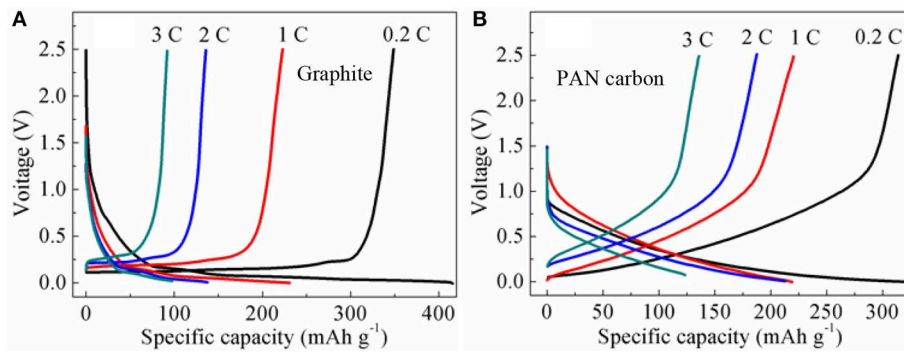 A
3 C 2 C 1 C 0.2 C
Graphite
2.5
2.0
1.5
1.0
0.5
0.0
Voitage (V)
0 100 200 300 400
Specific capacity (mAh g⁻¹)
B
3 C 2 C 1 C 0.2 C
PAN carbon
2.5
2.0
1.5
1.0
0.5
0.0
Voltage (V)
0 50 100 150 200 250 300
Specific capacity (mAh g⁻¹)